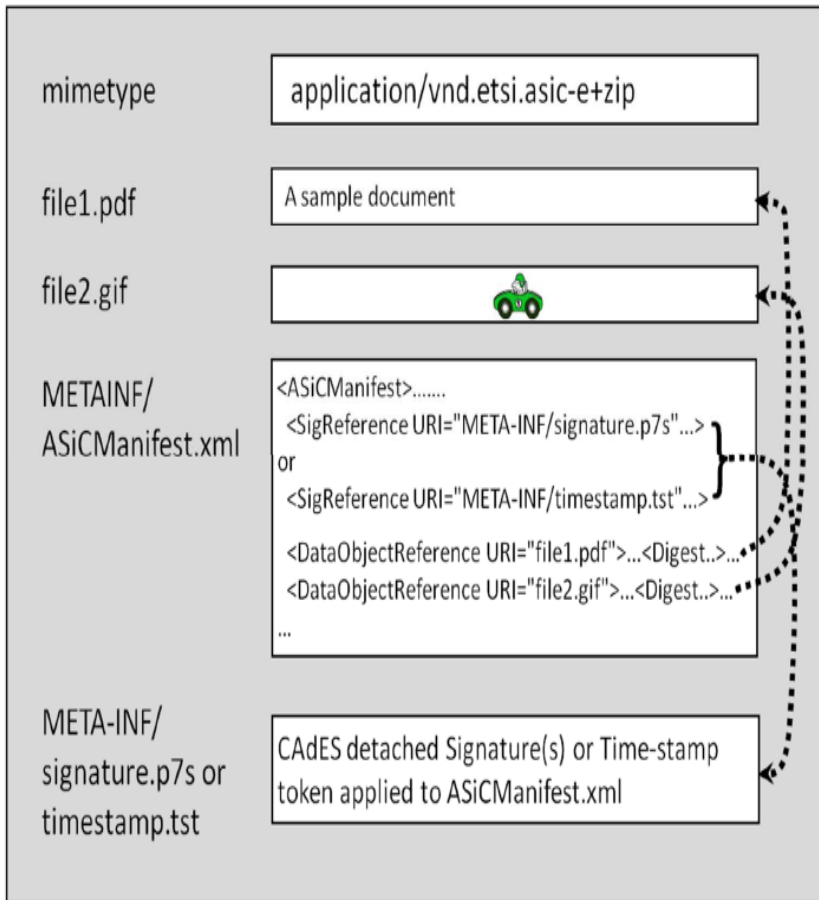 mimetype
application/vnd.etsi.asic-e+zip
file1.pdf
A sample document
file2.gif
METAINF/
ASiCManifest.xml
<ASiCManifest>.......
<SigReference URI="META-INF/signature.p7s"...>
or
<SigReference URI="META-INF/timestamp.tst"...>
<DataObjectReference URI="file1.pdf">...<Digest..>...
<DataObjectReference URI="file2.gif">...<Digest..>...
...
META-INF/
signature.p7s or
timestamp.tst
CAdES detached Signature(s) or Time-stamp
token applied to ASiCManifest.xml